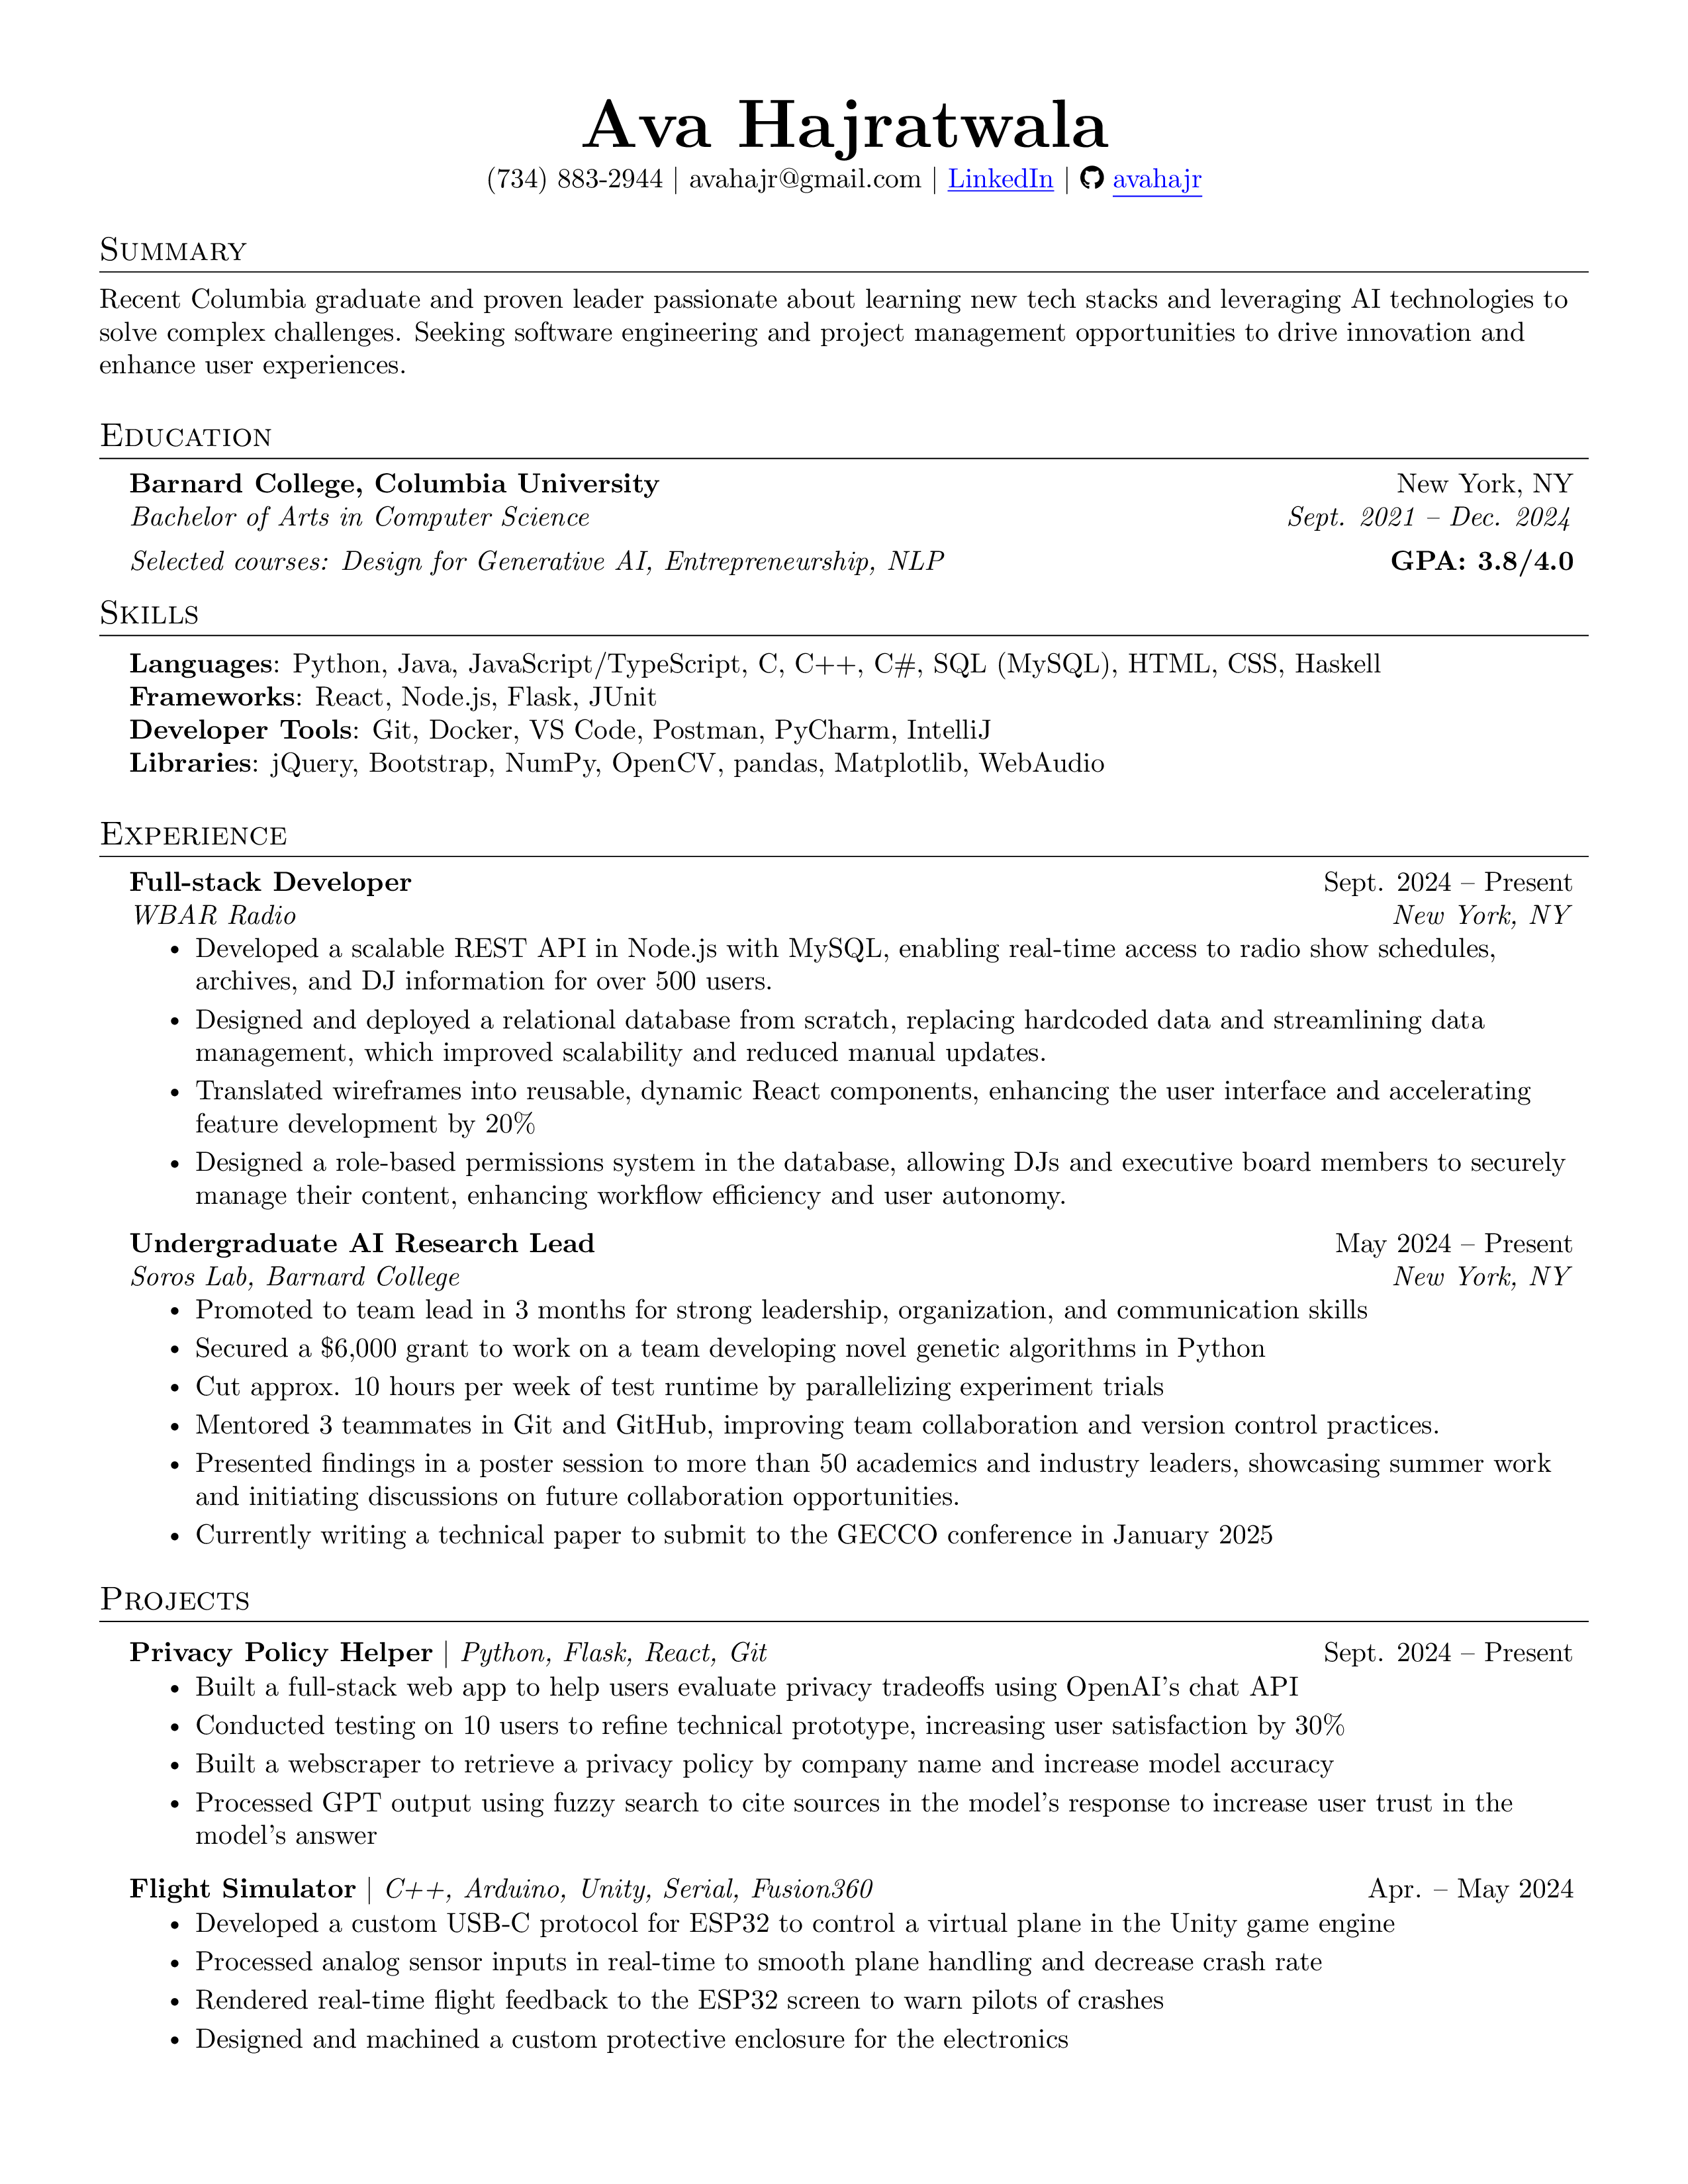 Ava Hajratwala
(734) 883-2944 | avahajr@gmail.com | LinkedIn | avahajr
Summary
Recent Columbia graduate and proven leader passionate about learning new tech stacks and leveraging AI technologies to
solve complex challenges. Seeking software engineering and project management opportunities to drive innovation and
enhance user experiences.
Education
Barnard College, Columbia University New York, NY
Bachelor of Arts in Computer Science Sept. 2021 – Dec. 2024
Selected courses: Design for Generative AI, Entrepreneurship, NLP GPA: 3.8/4.0
Skills
Languages: Python, Java, JavaScript/TypeScript, C, C++, C#, SQL (MySQL), HTML, CSS, Haskell
Frameworks: React, Node.js, Flask, JUnit
Developer Tools: Git, Docker, VS Code, Postman, PyCharm, IntelliJ
Libraries: jQuery, Bootstrap, NumPy, OpenCV, pandas, Matplotlib, WebAudio
Experience
Full-stack Developer Sept. 2024 – Present
WBAR Radio New York, NY
• Developed a scalable REST API in Node.js with MySQL, enabling real-time access to radio show schedules,
archives, and DJ information for over 500 users.
• Designed and deployed a relational database from scratch, replacing hardcoded data and streamlining data
management, which improved scalability and reduced manual updates.
• Translated wireframes into reusable, dynamic React components, enhancing the user interface and accelerating
feature development by 20%
• Designed a role-based permissions system in the database, allowing DJs and executive board members to securely
manage their content, enhancing workflow efficiency and user autonomy.
Undergraduate AI Research Lead May 2024 – Present
Soros Lab, Barnard College New York, NY
• Promoted to team lead in 3 months for strong leadership, organization, and communication skills
• Secured a $6,000 grant to work on a team developing novel genetic algorithms in Python
• Cut approx. 10 hours per week of test runtime by parallelizing experiment trials
• Mentored 3 teammates in Git and GitHub, improving team collaboration and version control practices.
• Presented findings in a poster session to more than 50 academics and industry leaders, showcasing summer work
and initiating discussions on future collaboration opportunities.
• Currently writing a technical paper to submit to the GECCO conference in January 2025
Projects
Privacy Policy Helper | Python, Flask, React, Git Sept. 2024 – Present
• Built a full-stack web app to help users evaluate privacy tradeoffs using OpenAI's chat API
• Conducted testing on 10 users to refine technical prototype, increasing user satisfaction by 30%
• Built a webscraper to retrieve a privacy policy by company name and increase model accuracy
• Processed GPT output using fuzzy search to cite sources in the model's response to increase user trust in the
model's answer
Flight Simulator | C++, Arduino, Unity, Serial, Fusion360 Apr. – May 2024
• Developed a custom USB-C protocol for ESP32 to control a virtual plane in the Unity game engine
• Processed analog sensor inputs in real-time to smooth plane handling and decrease crash rate
• Rendered real-time flight feedback to the ESP32 screen to warn pilots of crashes
• Designed and machined a custom protective enclosure for the electronics